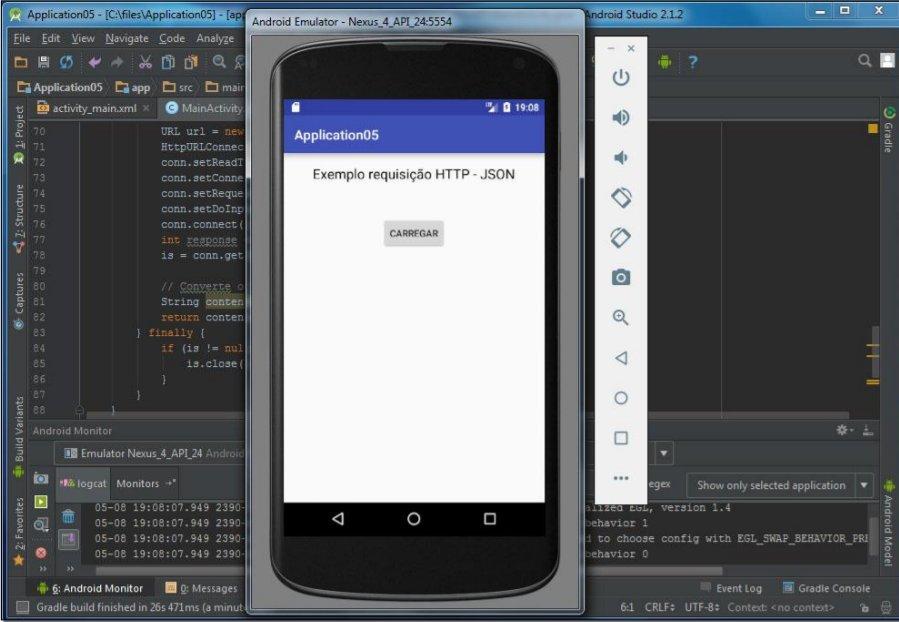 Application05 - [C:\files\Application05] - [app
Android Emulator - Nexus_4_API_24:5554
Android Studio 2.1.2
File Edit View Navigate Code Analyze
Application05 app src main
activity_main.xml MainActivity
1: Project
7: Structure
Captures
Build Variants
2: Favorites
Gradle
Android Model
70 URL url = new
71 HttpURLConnec
72 conn.setReadT
73 conn.setConne
74 conn.setReque
75 conn.setDoInp
76 conn.connect(
77 int response
78 is = conn.get
79
80 // Converte o
81 String conten
82 return conten
83 } finally {
84 if (is != nul
85 is.close(
86 }
87 }
88 }
19:08
Application05
Exemplo requisição HTTP - JSON
CARREGAR
Android Monitor
Emulator Nexus_4_API_24 Android
logcat Monitors
egex
Show only selected application
05-08 19:08:07.949 2390- alized EGL, version 1.4
05-08 19:08:07.949 2390- behavior 1
05-08 19:08:07.949 2390- d to choose config with EGL_SWAP_BEHAVIOR_PRE
05-08 19:08:07.949 2390- behavior 0
6: Android Monitor 0: Messages Event Log Gradle Console
Gradle build finished in 26s 471ms (a minut 6:1 CRLF UTF-8 Context: <no context>